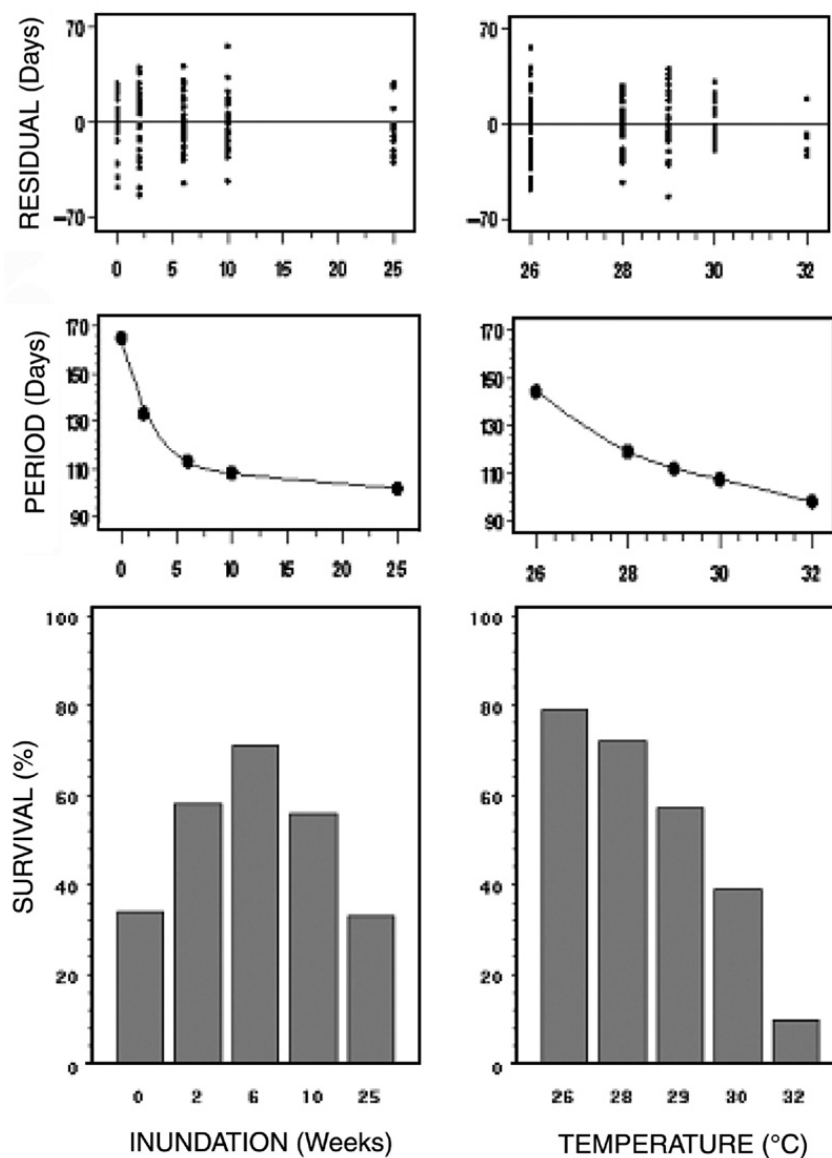 RESIDUAL (Days)
70
0
–70
0 5 10 15 20 25
70
0
–70
26 28 30 32
PERIOD (Days)
170
150
130
110
90
0 5 10 15 20 25
170
150
130
110
90
26 28 30 32
SURVIVAL (%)
100
80
60
40
20
0
0 2 6 10 25
INUNDATION (Weeks)
100
80
60
40
20
0
26 28 29 30 32
TEMPERATURE (°C)